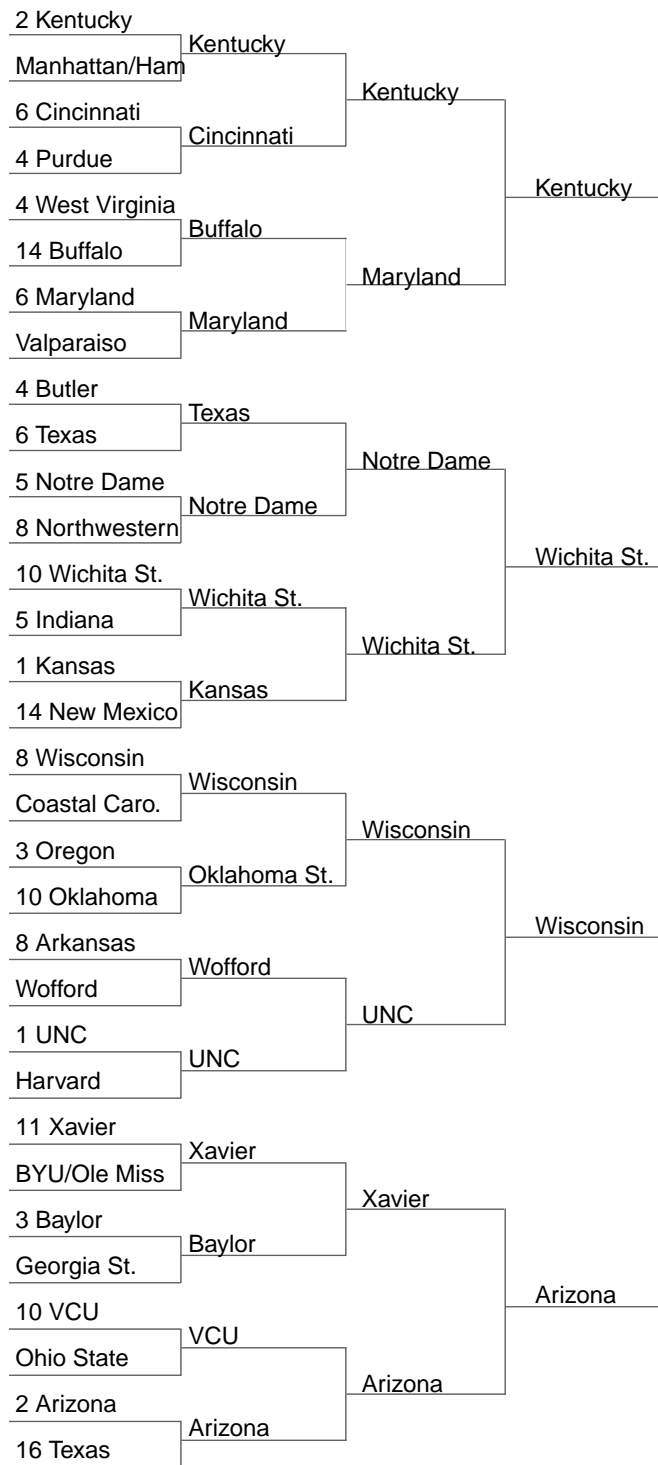 2 Kentucky
Manhattan/Ham
6 Cincinnati
4 Purdue
4 West Virginia
14 Buffalo
6 Maryland
Valparaiso
4 Butler
6 Texas
5 Notre Dame
8 Northwestern
10 Wichita St.
5 Indiana
1 Kansas
14 New Mexico
8 Wisconsin
Coastal Caro.
3 Oregon
10 Oklahoma
8 Arkansas
Wofford
1 UNC
Harvard
11 Xavier
BYU/Ole Miss
3 Baylor
Georgia St.
10 VCU
Ohio State
2 Arizona
16 Texas
Kentucky
Cincinnati
Buffalo
Maryland
Texas
Notre Dame
Wichita St.
Kansas
Wisconsin
Oklahoma St.
Wofford
UNC
Xavier
Baylor
VCU
Arizona
Kentucky
Maryland
Notre Dame
Wichita St.
Wisconsin
UNC
Xavier
Arizona
Kentucky
Wichita St.
Wisconsin
Arizona